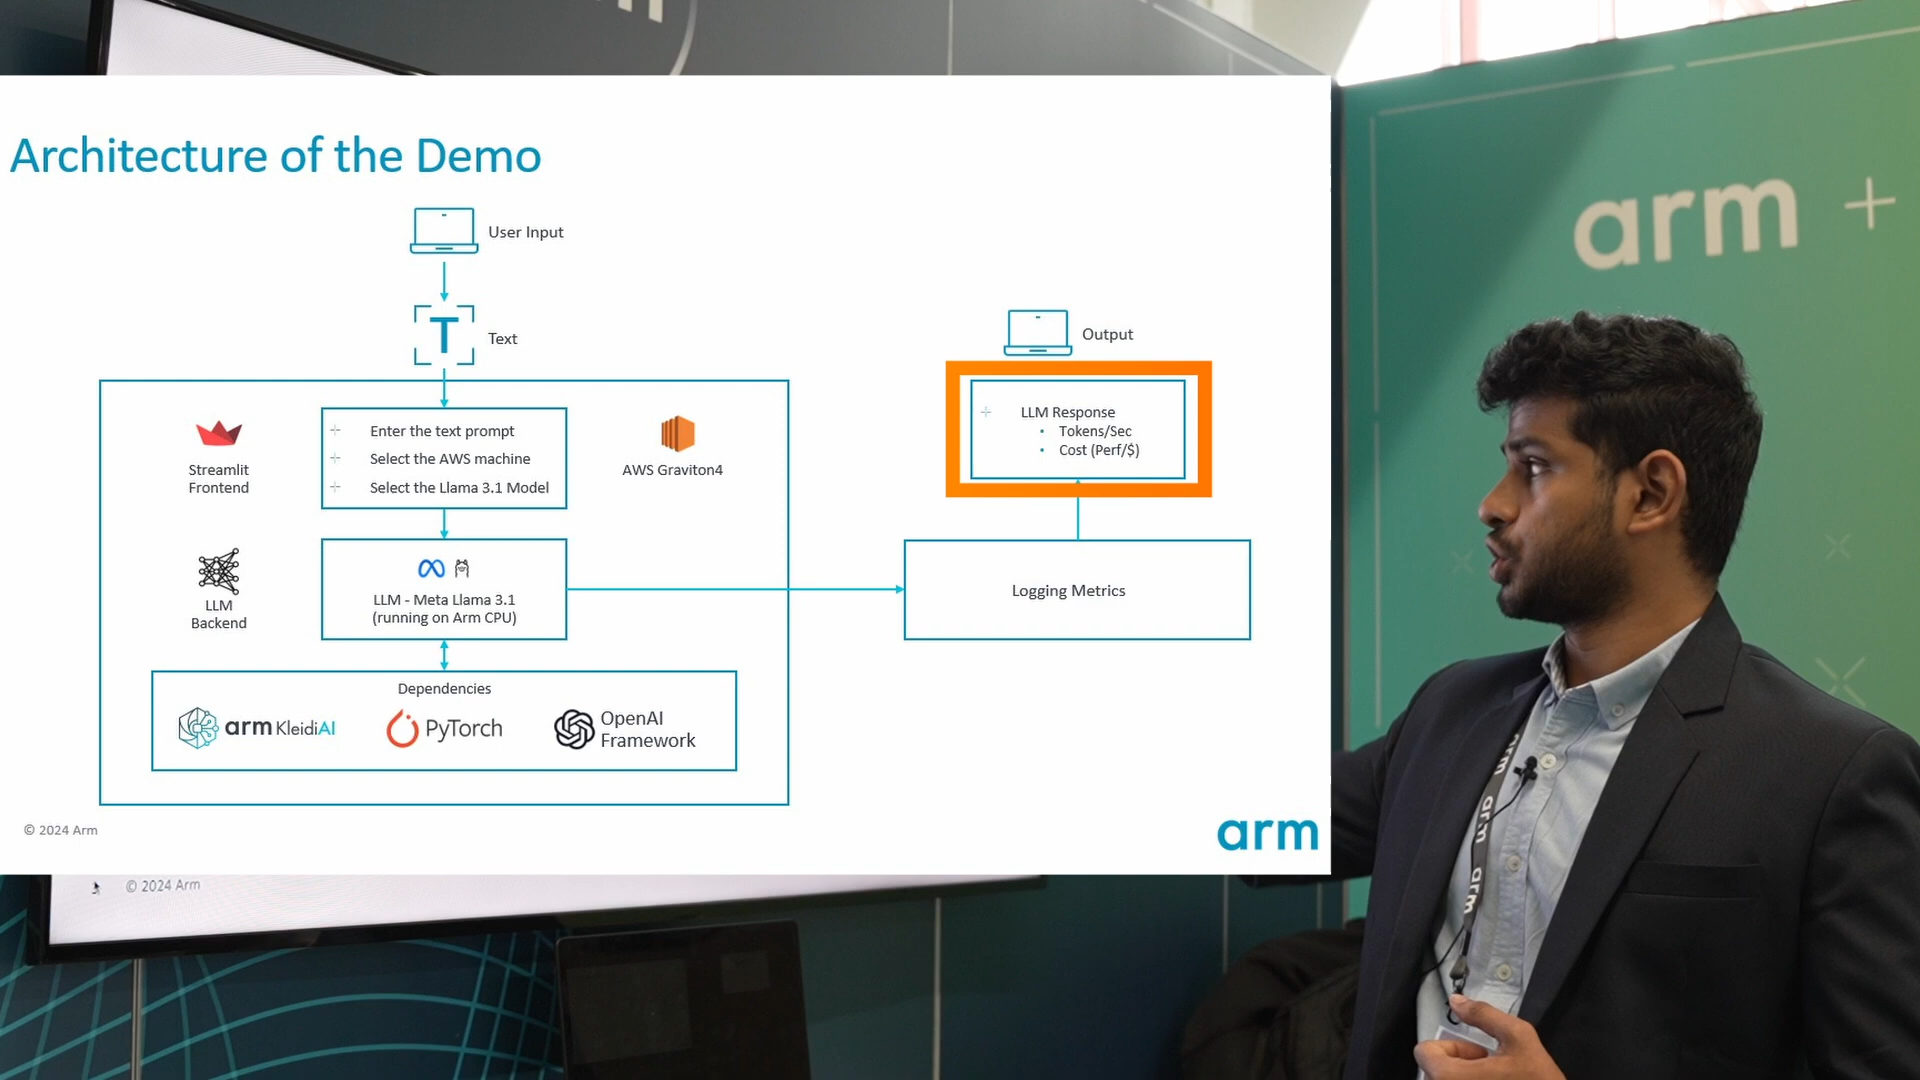 Architecture of the Demo
User Input
Text
Streamlit
Frontend
Enter the text prompt
Select the AWS machine
Select the Llama 3.1 Model
AWS Graviton4
LLM
Backend
LLM - Meta Llama 3.1
(running on Arm CPU)
Dependencies
arm KleidiAI
PyTorch
OpenAI
Framework
Output
LLM Response
Tokens/Sec
Cost (Perf/$)
Logging Metrics
© 2024 Arm
arm
© 2024 Arm
arm +
arm
arm
arm